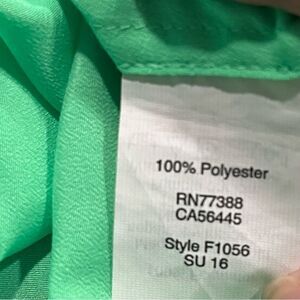 100% Polyester
RN77388
CA56445
Style F1056
SU 16